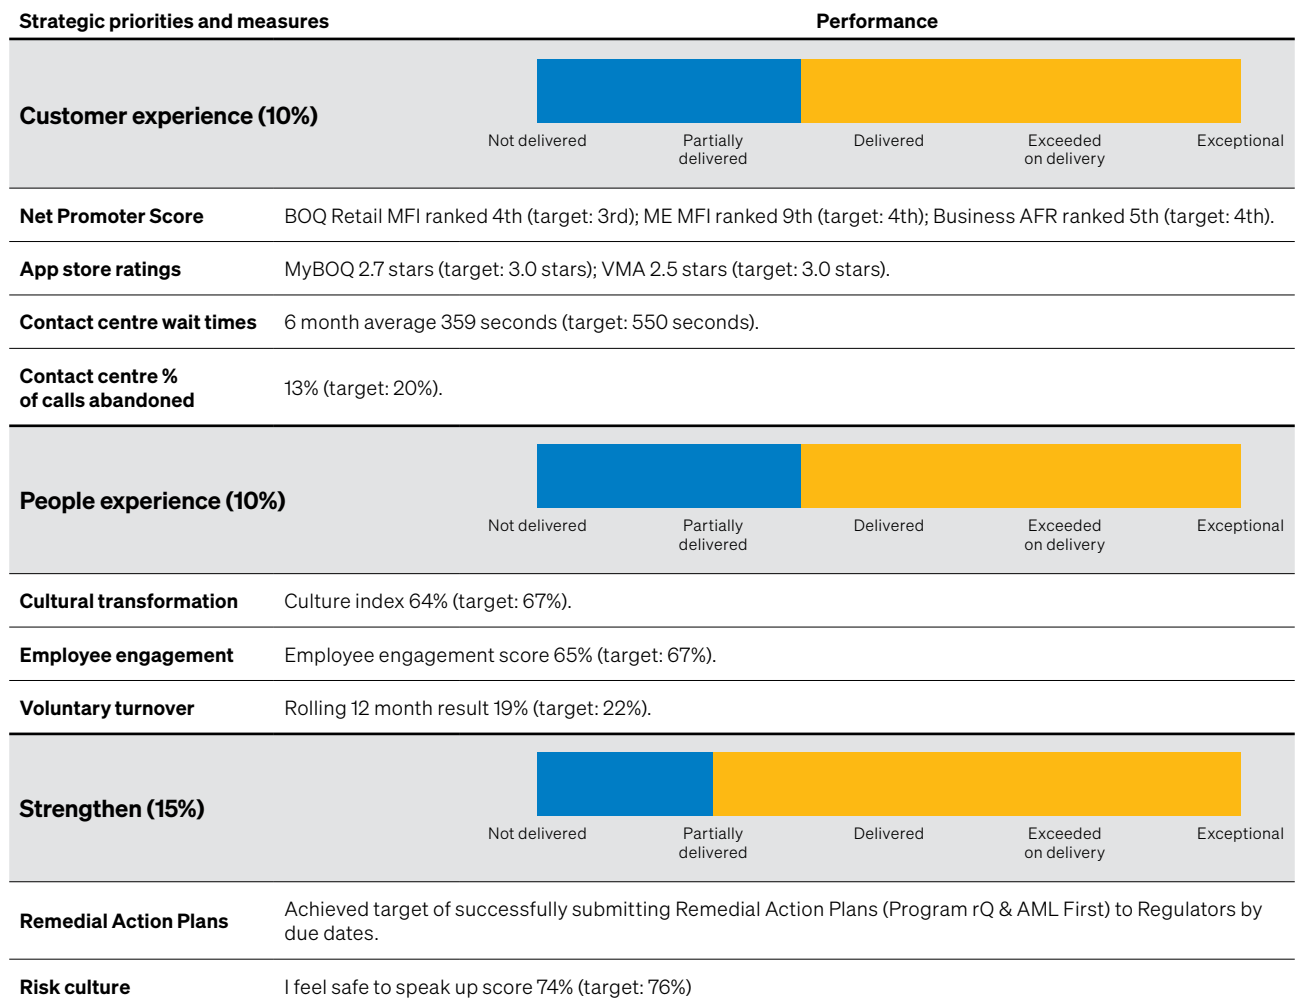 Strategic priorities and measures
Performance
Customer experience (10%)
Not delivered
Partially
delivered
Delivered
Exceeded
on delivery
Exceptional
Net Promoter Score
BOQ Retail MFI ranked 4th (target: 3rd); ME MFI ranked 9th (target: 4th); Business AFR ranked 5th (target: 4th).
App store ratings
MyBOQ 2.7 stars (target: 3.0 stars); VMA 2.5 stars (target: 3.0 stars).
Contact centre wait times
6 month average 359 seconds (target: 550 seconds).
Contact centre %
of calls abandoned
13% (target: 20%).
People experience (10%)
Not delivered
Partially
delivered
Delivered
Exceeded
on delivery
Exceptional
Cultural transformation
Culture index 64% (target: 67%).
Employee engagement
Employee engagement score 65% (target: 67%).
Voluntary turnover
Rolling 12 month result 19% (target: 22%).
Strengthen (15%)
Not delivered
Partially
delivered
Delivered
Exceeded
on delivery
Exceptional
Remedial Action Plans
Achieved target of successfully submitting Remedial Action Plans (Program rQ & AML First) to Regulators by
due dates.
Risk culture
I feel safe to speak up score 74% (target: 76%)